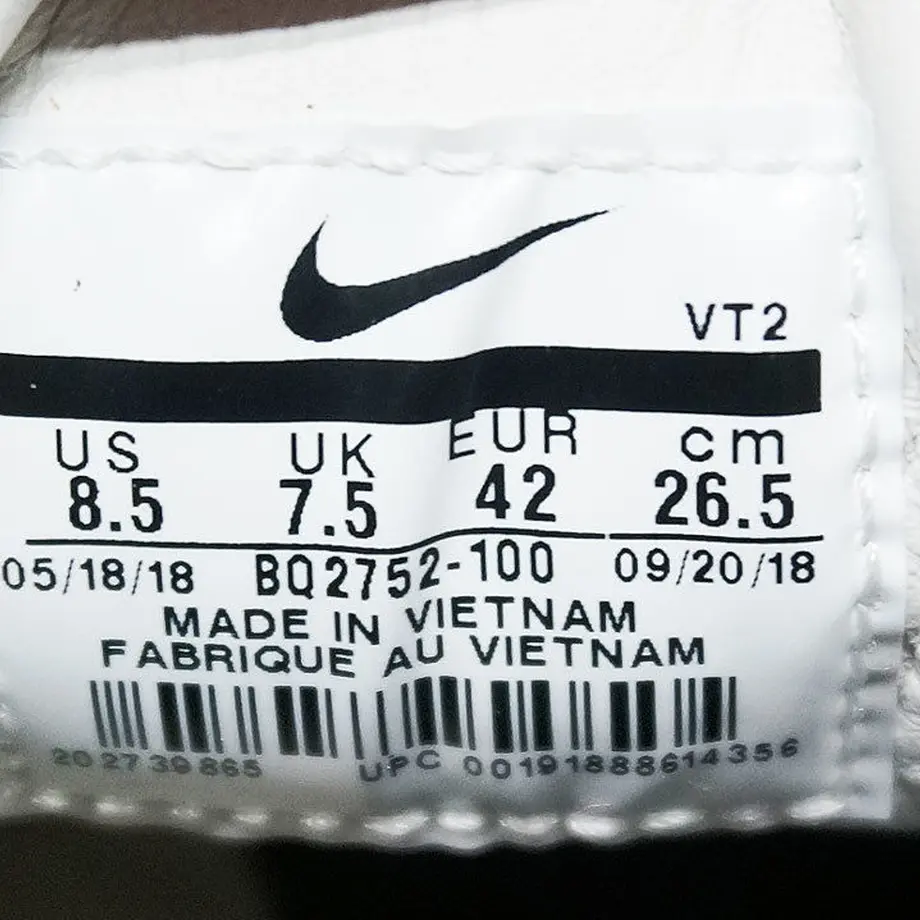 VT2
US UK EUR cm
8.5 7.5 42 26.5
05/18/18 BQ2752-100 09/20/18
MADE IN VIETNAM
FABRIQUE AU VIETNAM
202739865 UPC 00191888614356